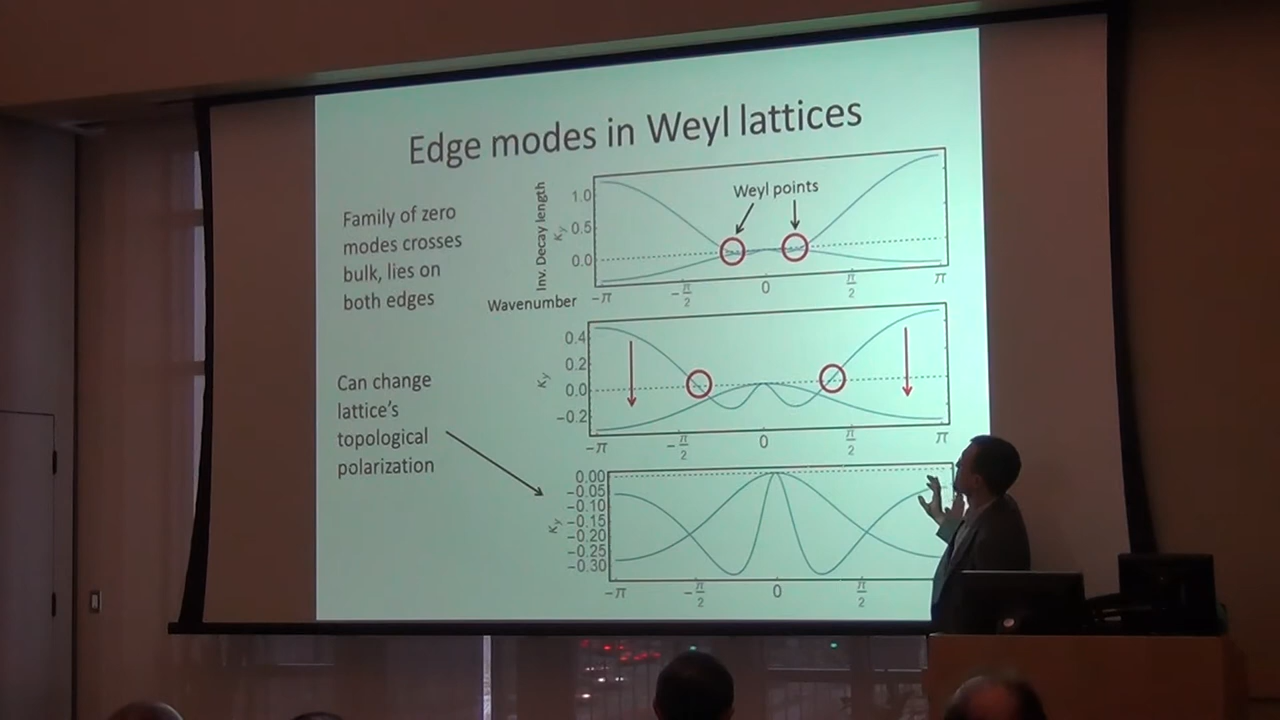 Edge modes in Weyl lattices
Family of zero
modes crosses
bulk, lies on
both edges
Can change
lattice's
topological
polarization
Inv. Decay length
κy
1.0
0.5
0.0
Weyl points
Wavenumber
−π
−π/2
0
π/2
π
κy
0.4
0.2
0.0
−0.2
−π
−π/2
0
π/2
π
κy
0.00
−0.05
−0.10
−0.15
−0.20
−0.25
−0.30
−π
−π/2
0
π/2